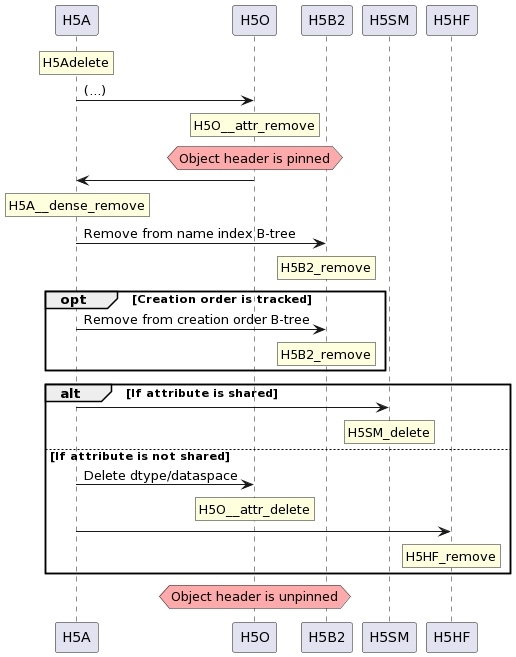 H5A H5O H5B2 H5SM H5HF
H5Adelete
(...)
H5O__attr_remove
Object header is pinned
H5A__dense_remove
Remove from name index B-tree
H5B2_remove
opt [Creation order is tracked]
Remove from creation order B-tree
H5B2_remove
alt [If attribute is shared]
H5SM_delete
[If attribute is not shared]
Delete dtype/dataspace
H5O__attr_delete
H5HF_remove
Object header is unpinned
H5A H5O H5B2 H5SM H5HF